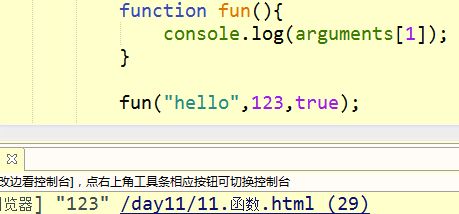 function fun(){
console.log(arguments[1]);
}
fun("hello",123,true);
改边看控制台]，点右上角工具条相应按钮可切换控制台
浏览器] "123" /day11/11.函数.html (29)